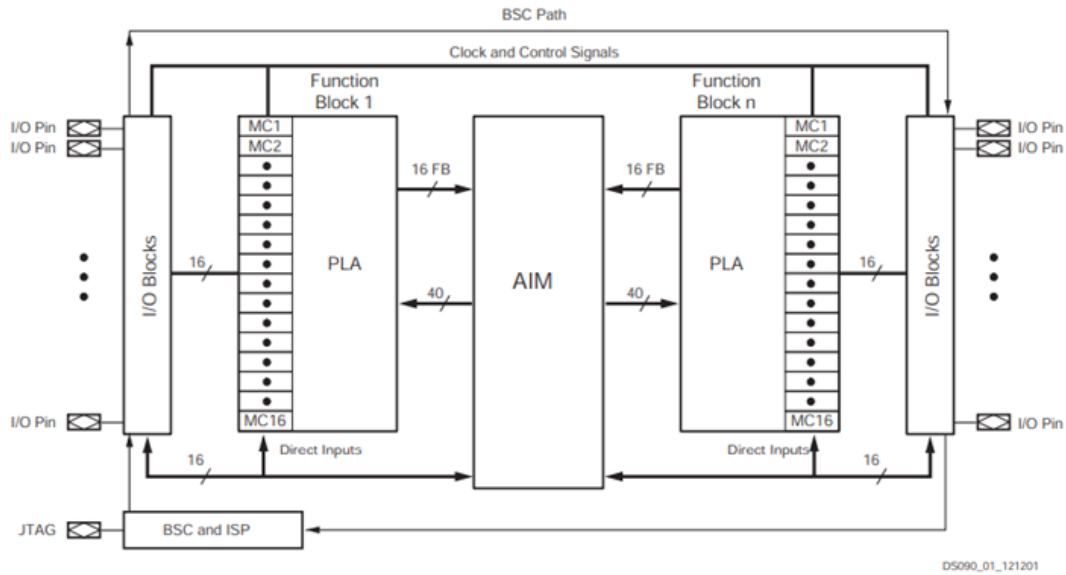 BSC Path
Clock and Control Signals
Function
Block 1
Function
Block n
I/O Pin
MC1
MC1
I/O Pin
I/O Pin
MC2
MC2
I/O Pin
16 FB
16 FB
I/O Blocks
16
PLA
AIM
PLA
16
I/O Blocks
40
40
I/O Pin
MC16
MC16
I/O Pin
16
Direct Inputs
Direct Inputs
16
JTAG
BSC and ISP
DS090_01_121201